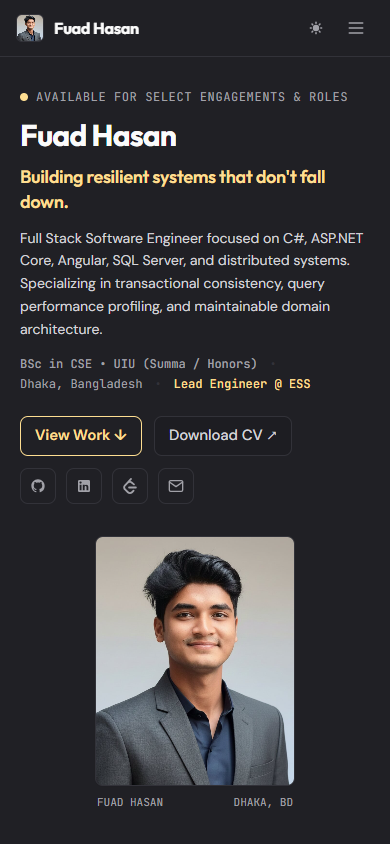 Fuad Hasan
AVAILABLE FOR SELECT ENGAGEMENTS & ROLES
Fuad Hasan
Building resilient systems that don't fall
down.
Full Stack Software Engineer focused on C#, ASP.NET
Core, Angular, SQL Server, and distributed systems.
Specializing in transactional consistency, query
performance profiling, and maintainable domain
architecture.
BSc in CSE • UIU (Summa / Honors) ·
Dhaka, Bangladesh · Lead Engineer @ ESS
View Work ↓ Download CV ↗
FUAD HASAN DHAKA, BD